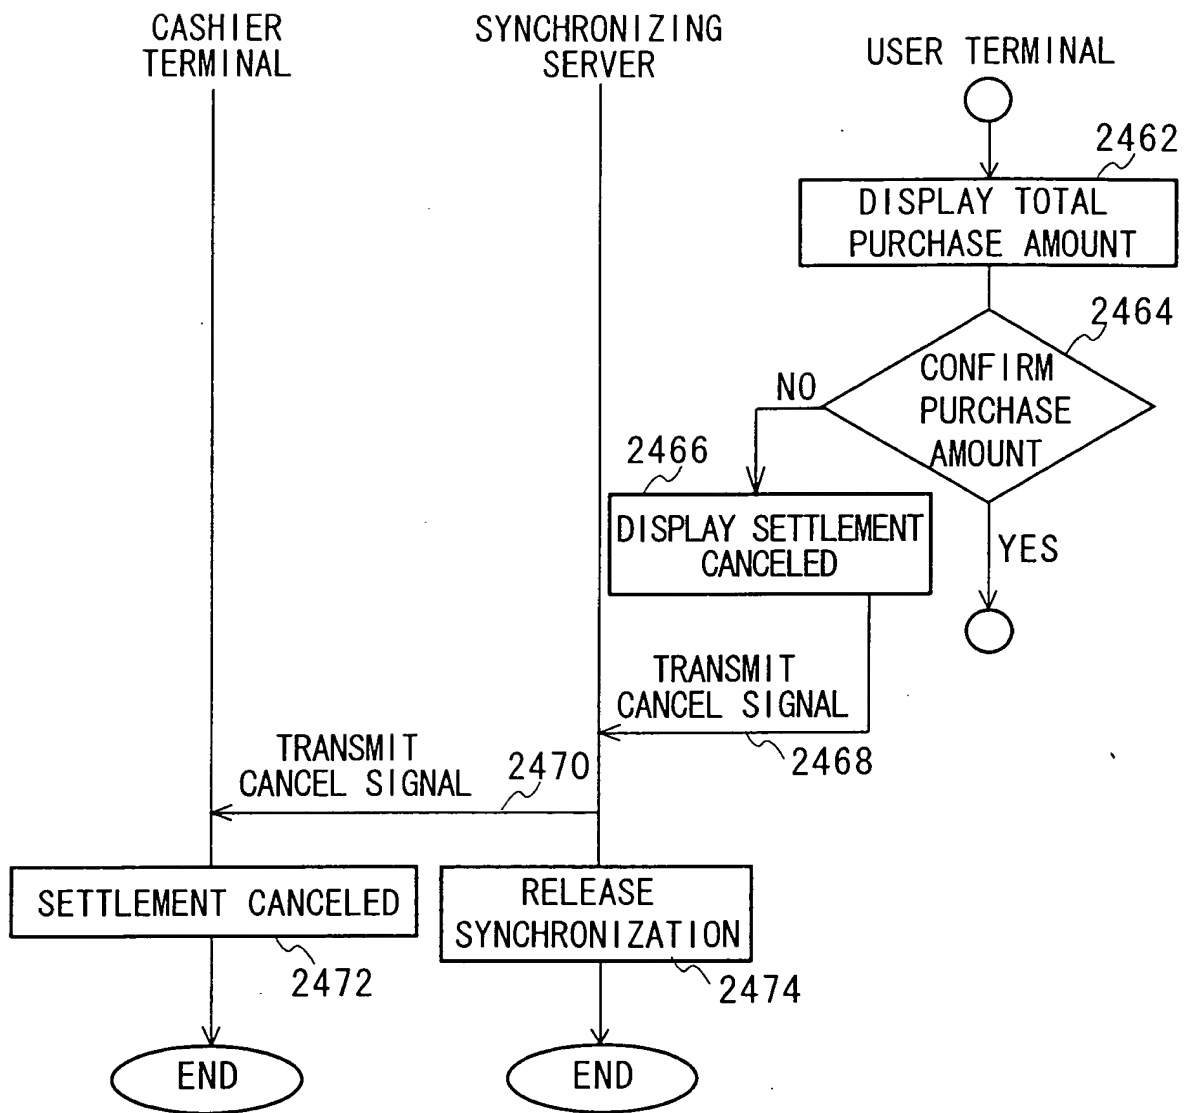 CASHIER
TERMINAL
SYNCHRONIZING
SERVER
USER TERMINAL
2462
DISPLAY TOTAL
PURCHASE AMOUNT
2464
CONFIRM
PURCHASE
AMOUNT
NO
YES
2466
DISPLAY SETTLEMENT
CANCELED
TRANSMIT
CANCEL SIGNAL
2468
TRANSMIT
CANCEL SIGNAL
2470
SETTLEMENT CANCELED
2472
RELEASE
SYNCHRONIZATION
2474
END
END